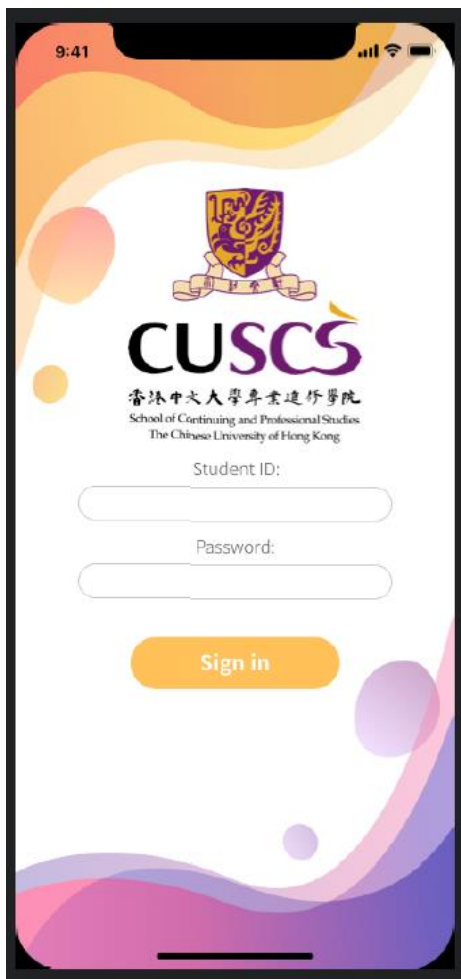 9:41
CUSCS
香港中文大學專業進修學院
School of Continuing and Professional Studies
The Chinese University of Hong Kong
Student ID:
Password:
Sign in